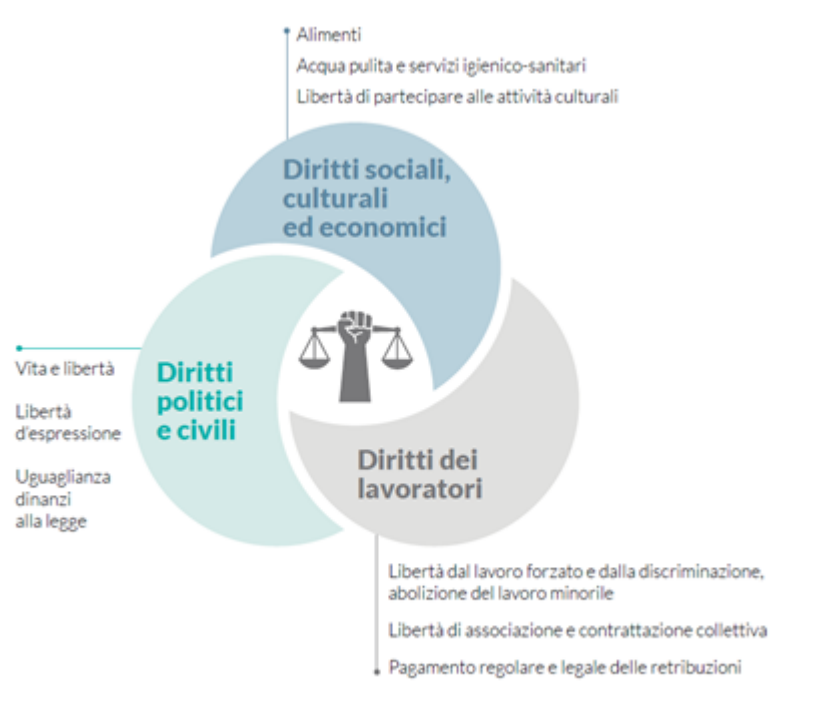 Alimenti
Acqua pulita e servizi igienico-sanitari
Libertà di partecipare alle attività culturali
Diritti sociali,
culturali
ed economici
Vita e libertà
Libertà
d'espressione
Uguaglianza
dinanzi
alla legge
Diritti
politici
e civili
Diritti dei
lavoratori
Libertà dal lavoro forzato e dalla discriminazione,
abolizione del lavoro minorile
Libertà di associazione e contrattazione collettiva
Pagamento regolare e legale delle retribuzioni